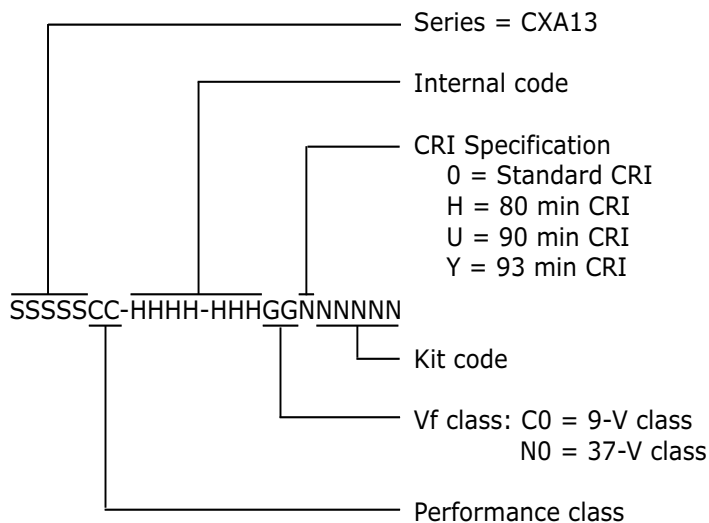 Series = CXA13
Internal code
CRI Specification
0 = Standard CRI
H = 80 min CRI
U = 90 min CRI
Y = 93 min CRI
SSSSSCC-HHHH-HHHGGNNNNNN
Kit code
Vf class: C0 = 9-V class
N0 = 37-V class
Performance class